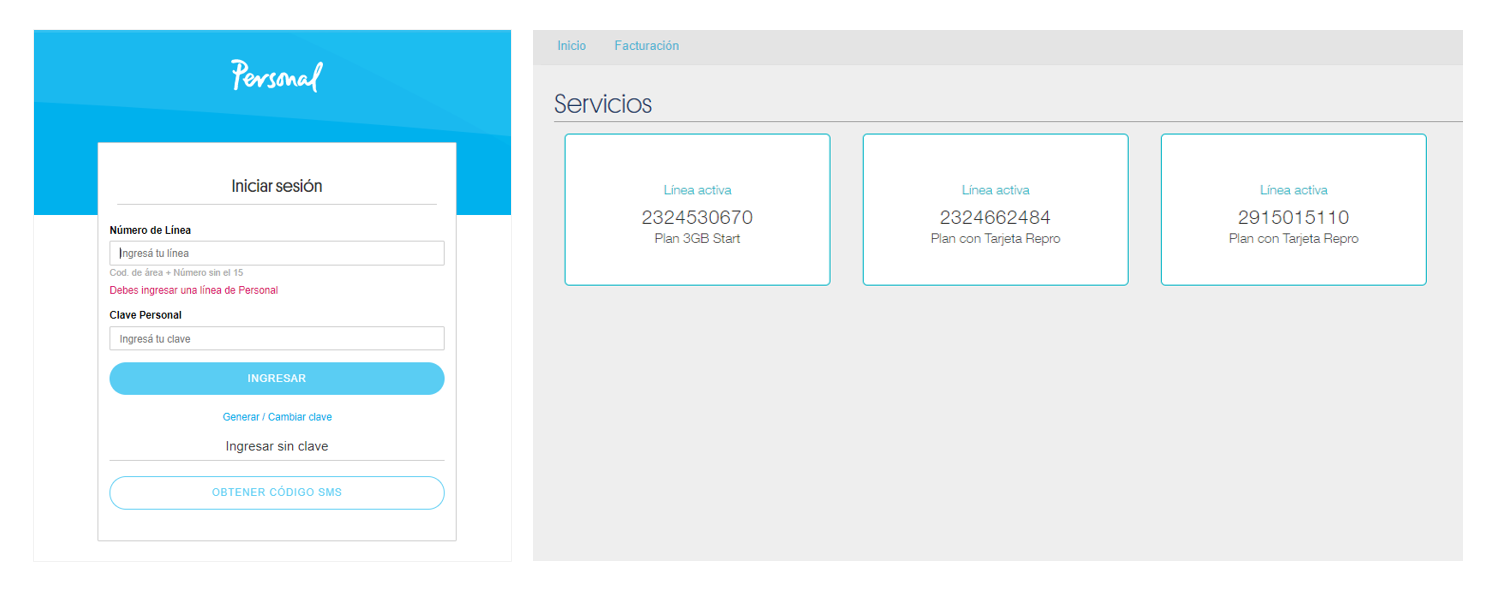 Personal
Iniciar sesión
Número de Línea
Ingresá tu línea
Cod. de área + Número sin el 15
Debes ingresar una línea de Personal
Clave Personal
Ingresá tu clave
INGRESAR
Generar / Cambiar clave
Ingresar sin clave
OBTENER CÓDIGO SMS
Inicio Facturación
Servicios
Línea activa
2324530670
Plan 3GB Start
Línea activa
2324662484
Plan con Tarjeta Repro
Línea activa
2915015110
Plan con Tarjeta Repro